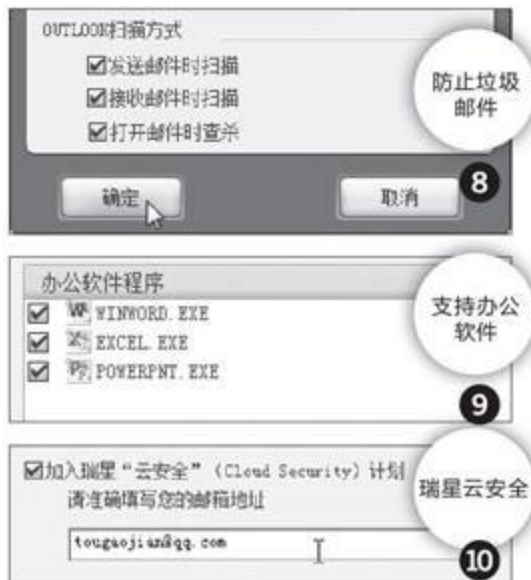 OUTLOOK扫描方式
发送邮件时扫描
接收邮件时扫描
打开邮件时查杀
防止垃圾
邮件
确定
取消
8
办公软件程序
WINWORD.EXE
EXCEL.EXE
POWERPNT.EXE
支持办公
软件
9
加入瑞星“云安全”(Cloud Security) 计划
请准确填写您的邮箱地址
tougaojian@qq.com
瑞星云安全
10